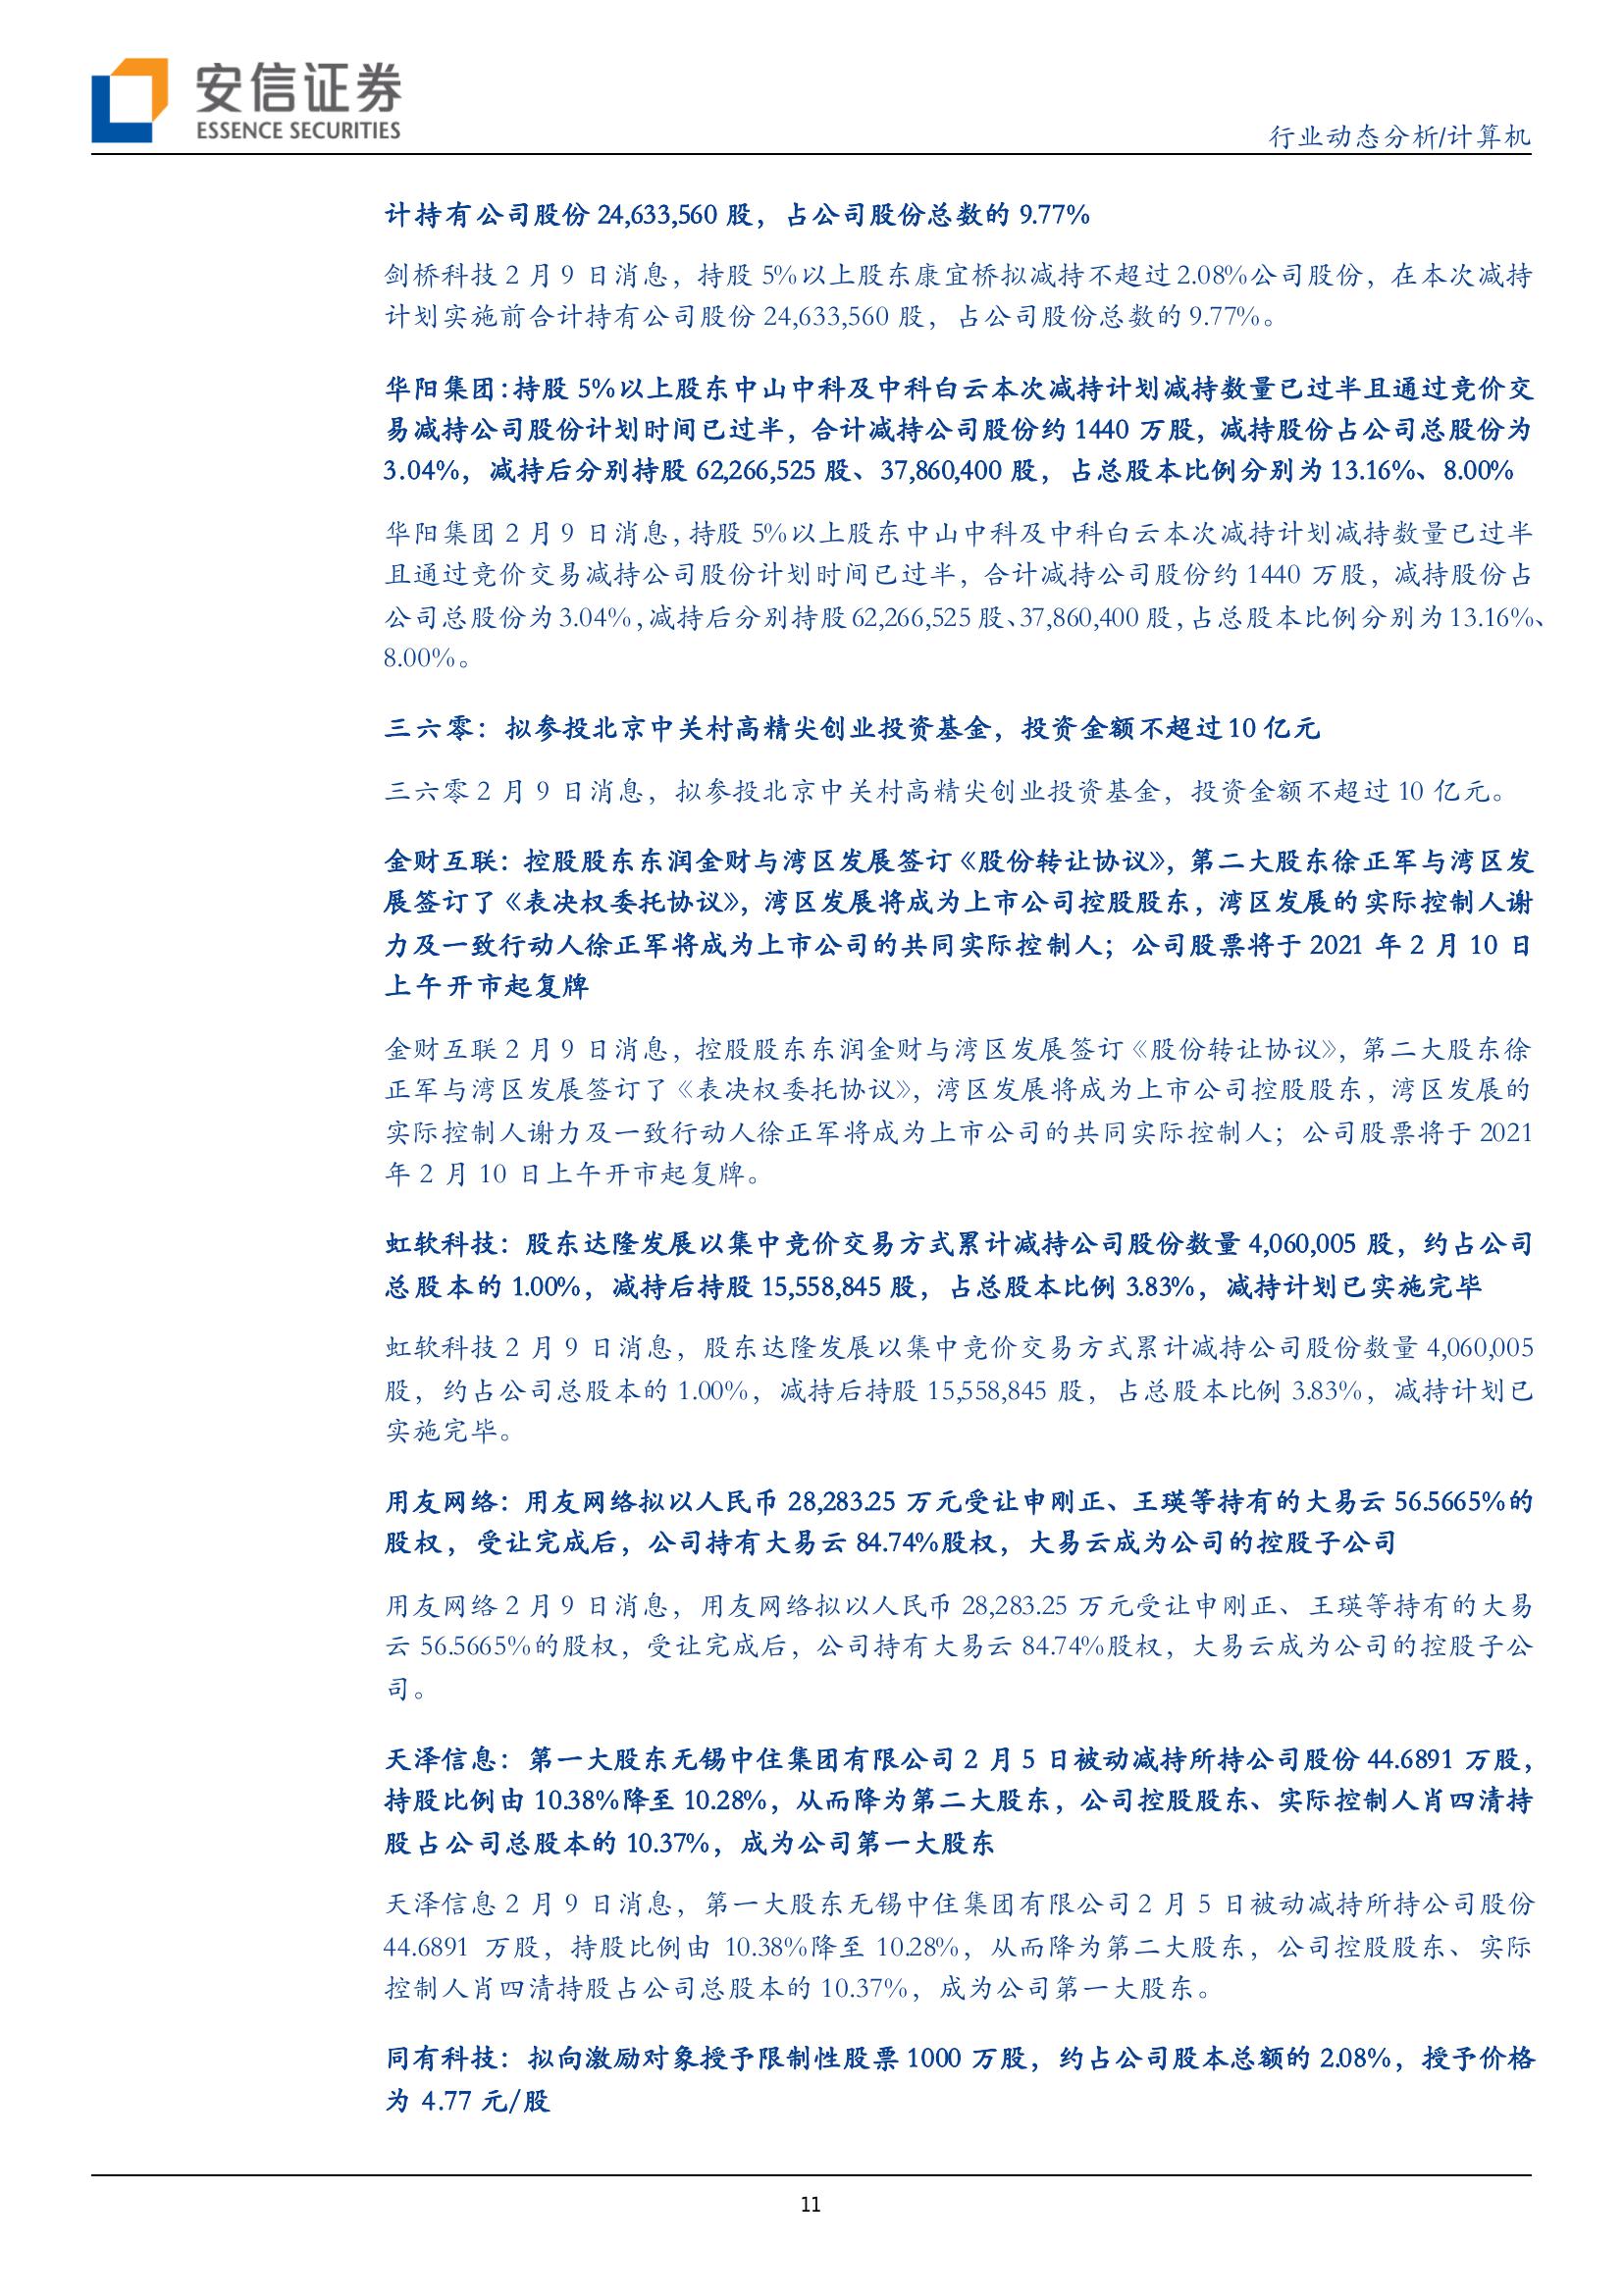 安信证券
ESSENCE SECURITIES
行业动态分析/计算机
计持有公司股份 24,633,560 股，占公司股份总数的 9.77%
剑桥科技 2 月 9 日消息，持股 5%以上股东康宜桥拟减持不超过 2.08%公司股份，在本次减持
计划实施前合计持有公司股份 24,633,560 股，占公司股份总数的 9.77%。
华阳集团：持股 5%以上股东中山中科及中科白云本次减持计划减持数量已过半且通过竞价交
易减持公司股份计划时间已过半，合计减持公司股份约 1440 万股，减持股份占公司总股份为
3.04%，减持后分别持股 62,266,525 股、37,860,400 股，占总股本比例分别为 13.16%、8.00%
华阳集团 2 月 9 日消息，持股 5%以上股东中山中科及中科白云本次减持计划减持数量已过半
且通过竞价交易减持公司股份计划时间已过半，合计减持公司股份约 1440 万股，减持股份占
公司总股份为 3.04%，减持后分别持股 62,266,525 股、37,860,400 股，占总股本比例分别为 13.16%、
8.00%。
三六零：拟参投北京中关村高精尖创业投资基金，投资金额不超过 10 亿元
三六零 2 月 9 日消息，拟参投北京中关村高精尖创业投资基金，投资金额不超过 10 亿元。
金财互联：控股股东东润金财与湾区发展签订《股份转让协议》，第二大股东徐正军与湾区发
展签订了《表决权委托协议》，湾区发展将成为上市公司控股股东，湾区发展的实际控制人谢
力及一致行动人徐正军将成为上市公司的共同实际控制人；公司股票将于 2021 年 2 月 10 日
上午开市起复牌
金财互联 2 月 9 日消息，控股股东东润金财与湾区发展签订《股份转让协议》，第二大股东徐
正军与湾区发展签订了《表决权委托协议》，湾区发展将成为上市公司控股股东，湾区发展的
实际控制人谢力及一致行动人徐正军将成为上市公司的共同实际控制人；公司股票将于 2021
年 2 月 10 日上午开市起复牌。
虹软科技：股东达隆发展以集中竞价交易方式累计减持公司股份数量 4,060,005 股，约占公司
总股本的 1.00%，减持后持股 15,558,845 股，占总股本比例 3.83%，减持计划已实施完毕
虹软科技 2 月 9 日消息，股东达隆发展以集中竞价交易方式累计减持公司股份数量 4,060,005
股，约占公司总股本的 1.00%，减持后持股 15,558,845 股，占总股本比例 3.83%，减持计划已
实施完毕。
用友网络：用友网络拟以人民币 28,283.25 万元受让申刚正、王瑛等持有的大易云 56.5665%的
股权，受让完成后，公司持有大易云 84.74%股权，大易云成为公司的控股子公司
用友网络 2 月 9 日消息，用友网络拟以人民币 28,283.25 万元受让申刚正、王瑛等持有的大易
云 56.5665%的股权，受让完成后，公司持有大易云 84.74%股权，大易云成为公司的控股子公
司。
天泽信息：第一大股东无锡中住集团有限公司 2 月 5 日被动减持所持公司股份 44.6891 万股，
持股比例由 10.38%降至 10.28%，从而降为第二大股东，公司控股股东、实际控制人肖四清持
股占公司总股本的 10.37%，成为公司第一大股东
天泽信息 2 月 9 日消息，第一大股东无锡中住集团有限公司 2 月 5 日被动减持所持公司股份
44.6891 万股，持股比例由 10.38%降至 10.28%，从而降为第二大股东，公司控股股东、实际
控制人肖四清持股占公司总股本的 10.37%，成为公司第一大股东。
同有科技：拟向激励对象授予限制性股票 1000 万股，约占公司股本总额的 2.08%，授予价格
为 4.77 元/股
11